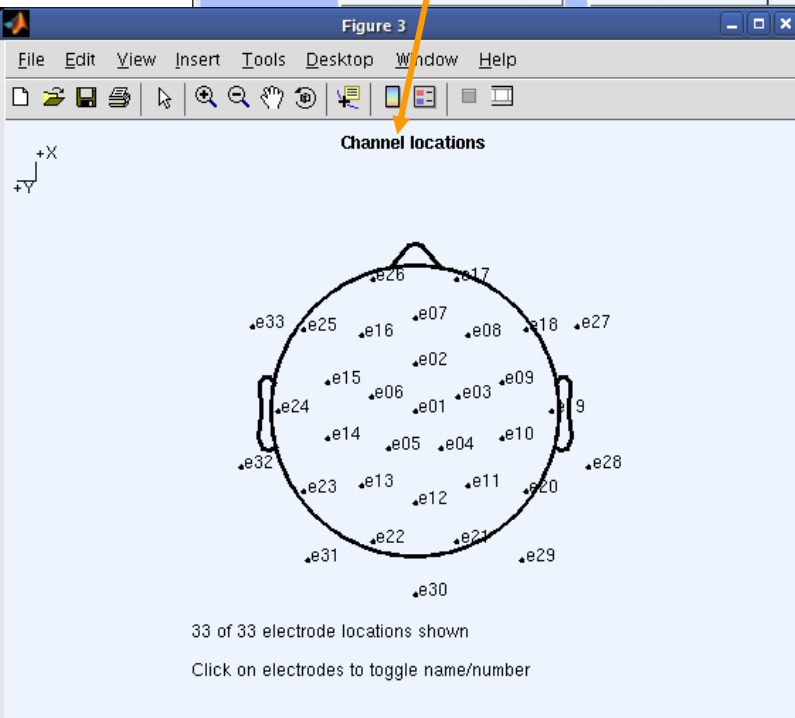 Figure 3
File Edit View Insert Tools Desktop Window Help
Channel locations
+X
+Y
e26 e17
e07
e33 e25 e16 e08 e18 e27
e02
e15 e06 e03 e09
e24 e01 e19
e14 e05 e04 e10
e32 e28
e23 e13 e12 e11 e20
e22 e21
e31 e29
e30
33 of 33 electrode locations shown
Click on electrodes to toggle name/number